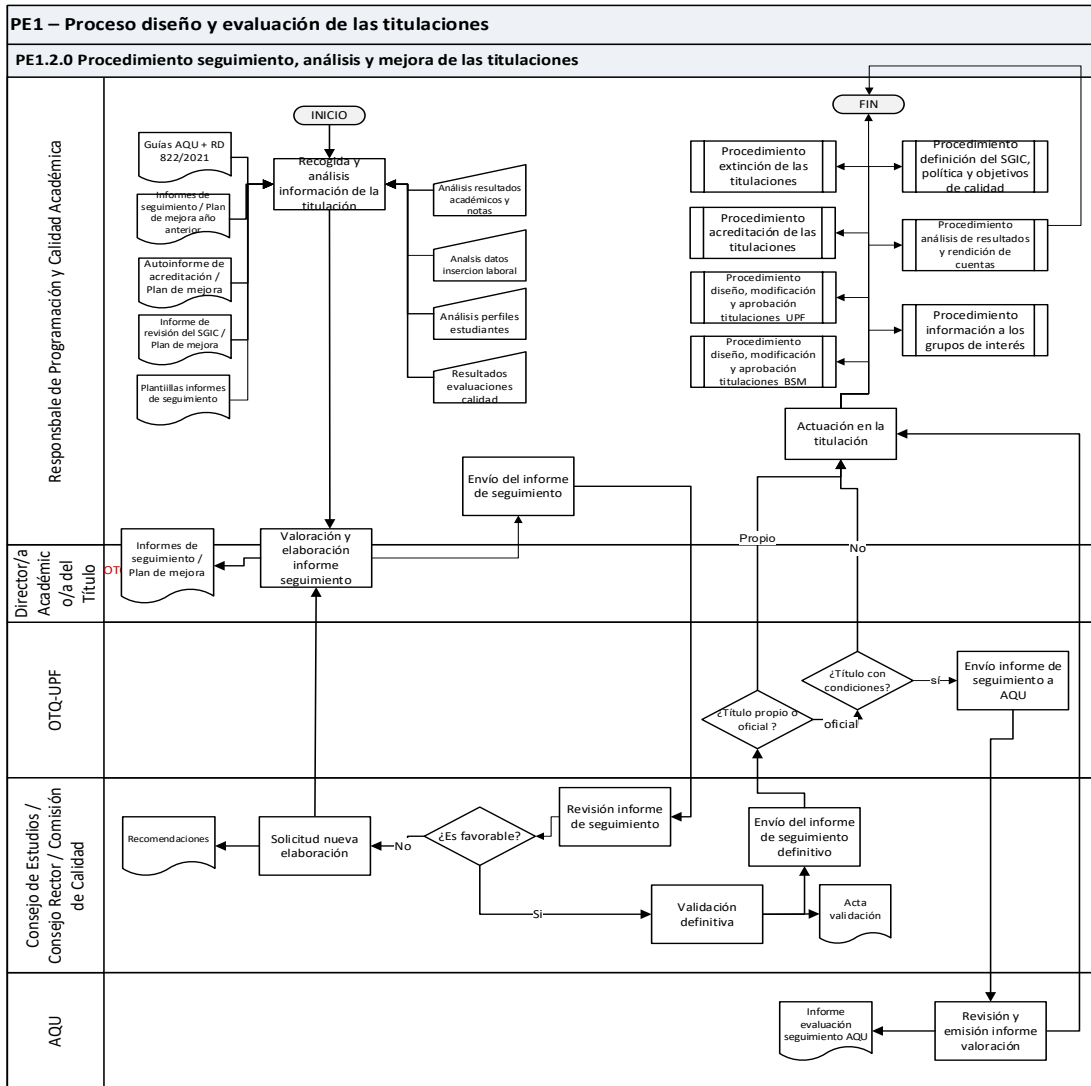 PE1 – Proceso diseño y evaluación de las titulaciones
PE1.2.0 Procedimiento seguimiento, análisis y mejora de las titulaciones
Responsbale de Programación y Calidad Académica
INICIO
Guías AQU + RD
822/2021
Informes de
seguimiento / Plan
de mejora año
anterior
Autoinforme de
acreditación /
Plan de mejora
Informe de
revisión del SGIC /
Plan de mejora
Plantiillas informes
de seguimiento
Recogida y
análisis
información de la
titulación
Análisis resultados
académicos y
notas
Analsis datos
insercion laboral
Análisis perfiles
estudiantes
Resultados
evaluaciones
calidad
FIN
Procedimiento
extinción de las
titulaciones
Procedimiento
definición del SGIC,
política y objetivos
de calidad
Procedimiento
acreditación de las
titulaciones
Procedimiento
análisis de resultados
y rendición de
cuentas
Procedimiento
diseño, modificación
y aprobación
titulaciones_UPF
Procedimiento
información a los
grupos de interés
Procedimiento
diseño, modificación
y aprobación
titulaciones_BSM
Actuación en la
titulación
Envío del informe
de seguimiento
Director/a
Académic
o/a del
Título
OT
Informes de
seguimiento /
Plan de mejora
Valoración y
elaboración
informe
seguimiento
Propio
No
OTQ-UPF
¿Título propio o
oficial ?
oficial
¿Título con
condiciones?
sí
Envío informe de
seguimiento a
AQU
Consejo de Estudios /
Consejo Rector / Comisión
de Calidad
Recomendaciones
Solicitud nueva
elaboración
No
¿Es favorable?
Revisión informe
de seguimiento
Si
Validación
definitiva
Envío del informe
de seguimiento
definitivo
Acta
validación
AQU
Informe
evaluación
seguimiento AQU
Revisión y
emisión informe
valoración